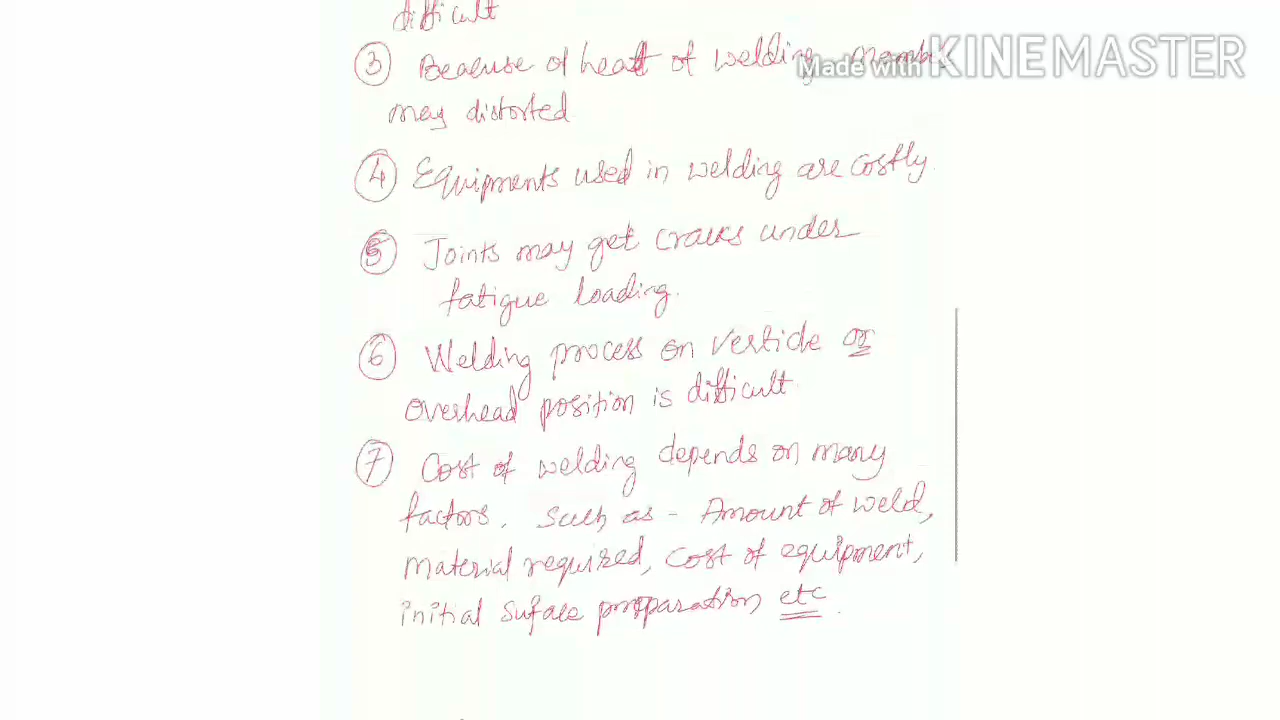 difficult
③ Beacuse of heat of welding memb
Made with KINEMASTER
may distorted
④ Equipments used in welding are costly.
⑤ Joints may get cracks under
fatigue loading.
⑥ Welding process on verticle or
overhead position is difficult.
⑦ Cost of welding depends on many
factors. Such as - Amount of weld,
material required, cost of equipment,
initial suface preparation etc.